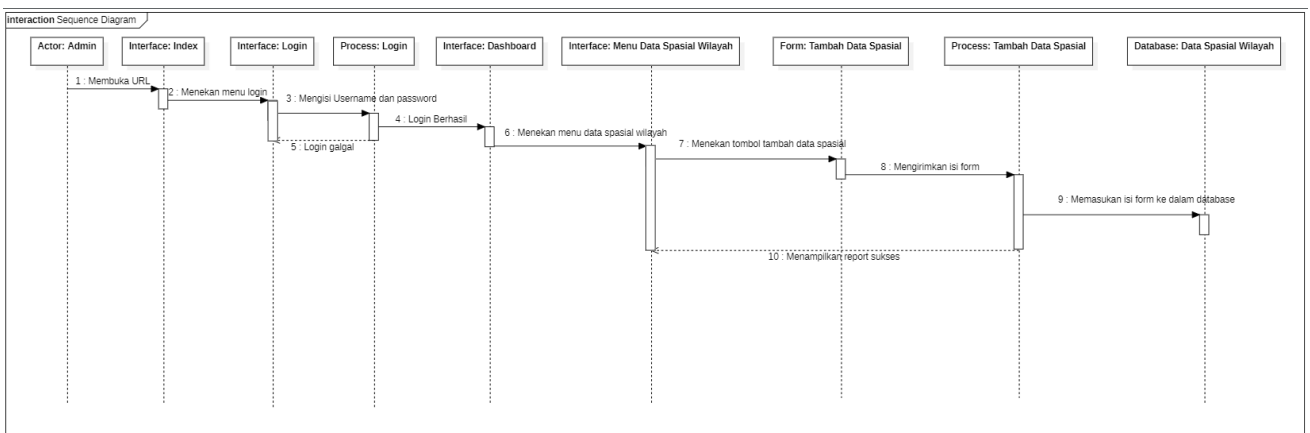 interaction Sequence Diagram
Actor: Admin
Interface: Index
Interface: Login
Process: Login
Interface: Dashboard
Interface: Menu Data Spasial Wilayah
Form: Tambah Data Spasial
Process: Tambah Data Spasial
Database: Data Spasial Wilayah
1 : Membuka URL
2 : Menekan menu login
3 : Mengisi Username dan password
4 : Login Berhasil
5 : Login galgal
6 : Menekan menu data spasial wilayah
7 : Menekan tombol tambah data spasial
8 : Mengirimkan isi form
9 : Memasukan isi form ke dalam database
10 : Menampilkan report sukses